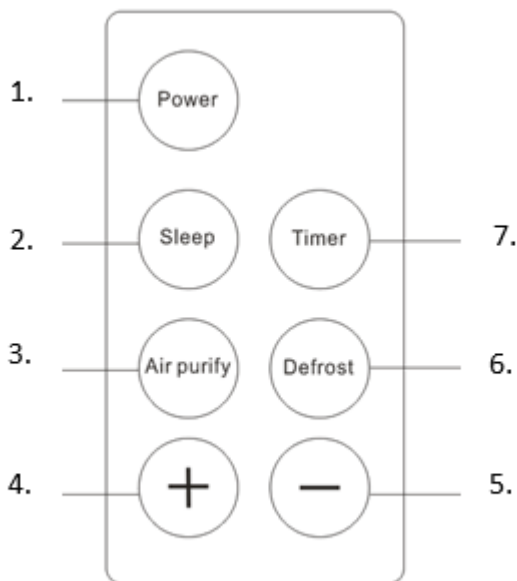 1. Power
2. Sleep Timer 7.
3. Air purify Defrost 6.
4. + − 5.